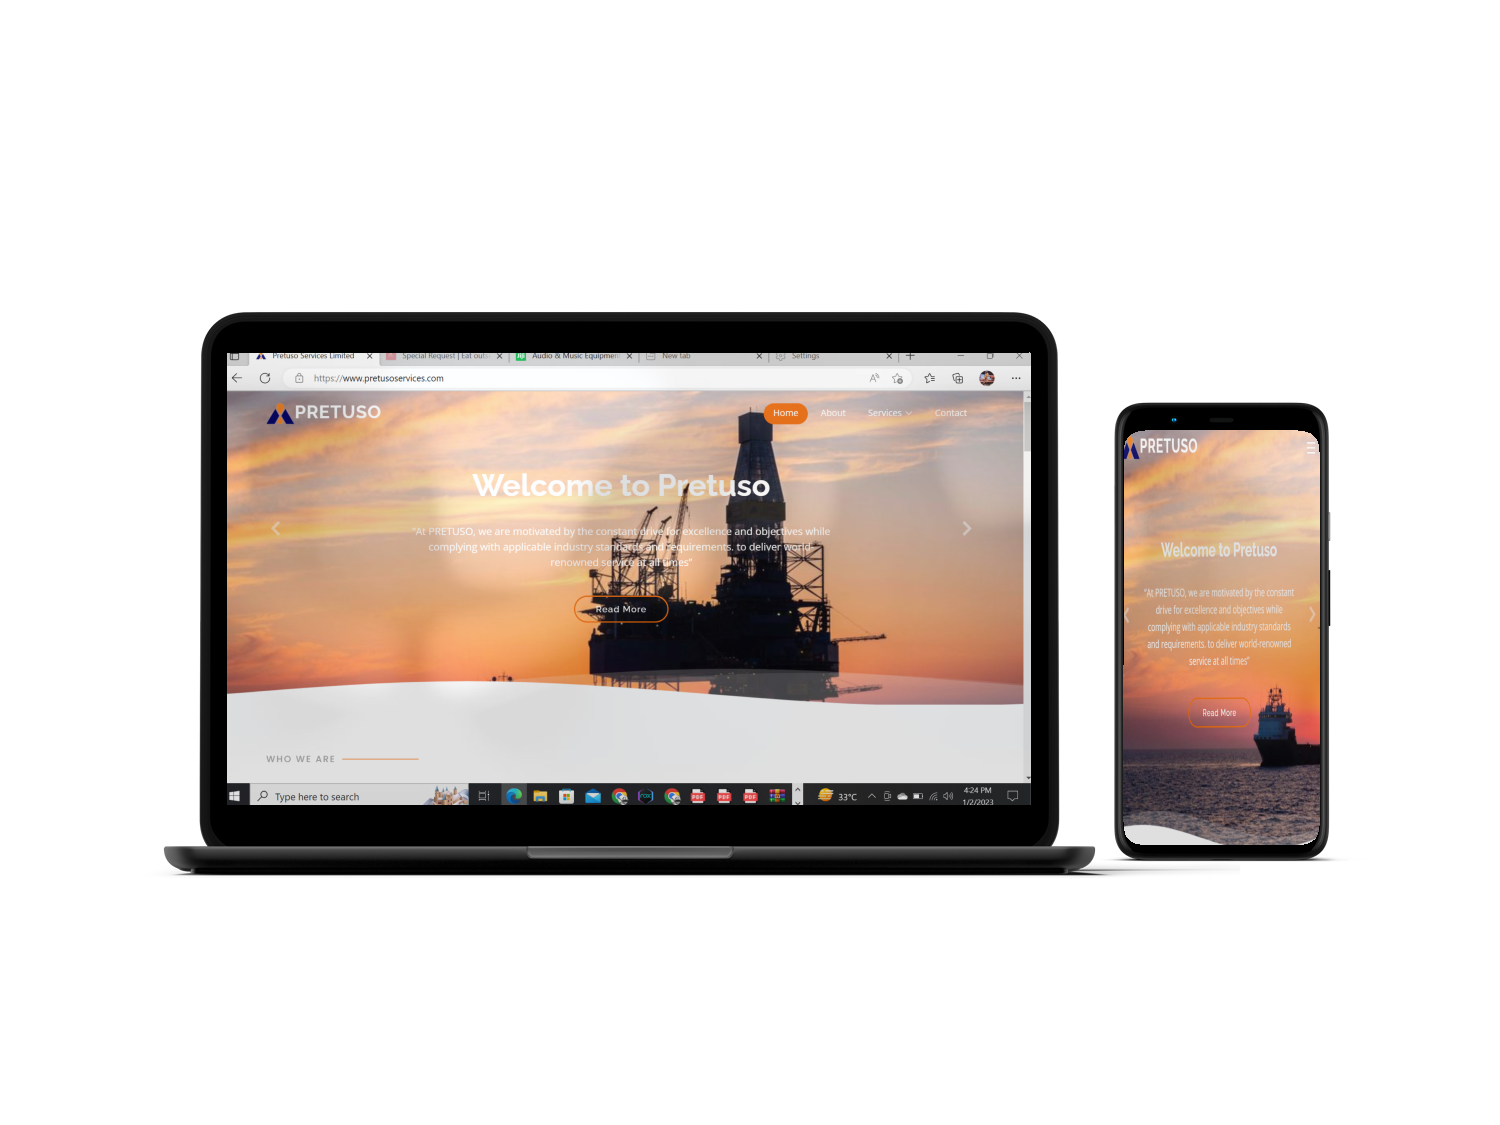 Pretuso Services Limited
Special Request | Eat outs
Audio & Music Equipment
New tab
Settings
https://www.pretusoservices.com
PRETUSO
Home
About
Services
Contact
Welcome to Pretuso
"At PRETUSO, we are motivated by the constant drive for excellence and objectives while
complying with applicable industry standards and requirements. to deliver world-
renowned service at all times"
Read More
WHO WE ARE
Type here to search
33°C
4:24 PM
1/2/2023
PRETUSO
Welcome to Pretuso
"At PRETUSO, we are motivated by the constant
drive for excellence and objectives while
complying with applicable industry standards
and requirements. to deliver world-renowned
service at all times"
Read More